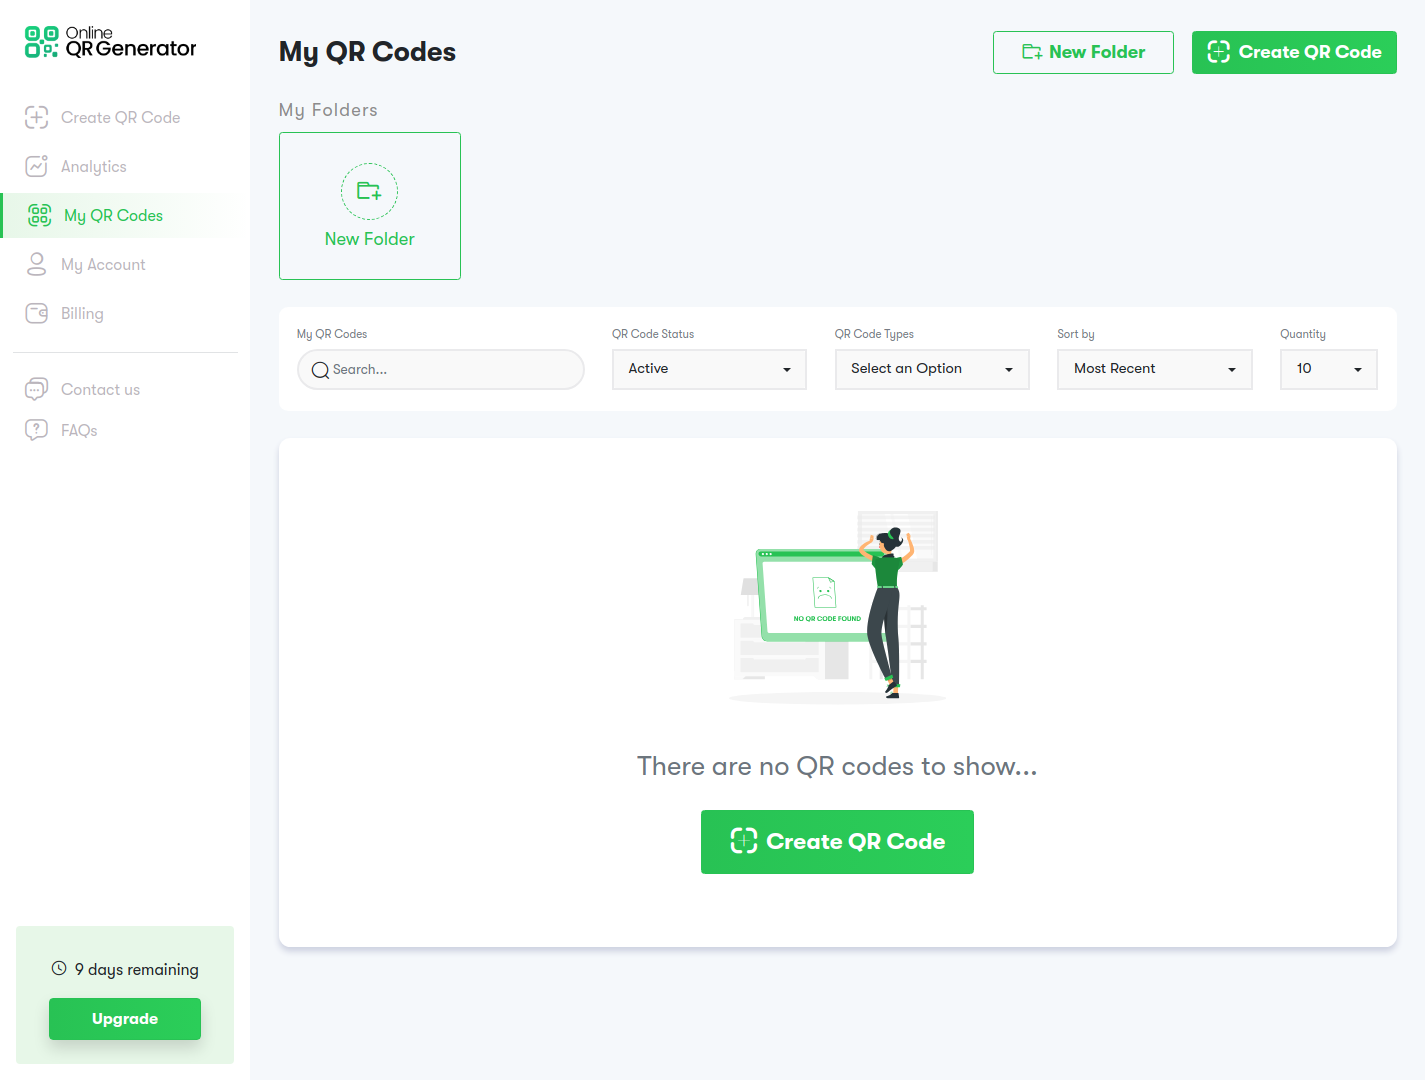 Online
QR Generator
Create QR Code
Analytics
My QR Codes
My Account
Billing
Contact us
FAQs
9 days remaining
Upgrade
My QR Codes
New Folder
Create QR Code
My Folders
New Folder
My QR Codes
Search...
QR Code Status
Active
QR Code Types
Select an Option
Sort by
Most Recent
Quantity
10
NO QR CODE FOUND
There are no QR codes to show...
Create QR Code